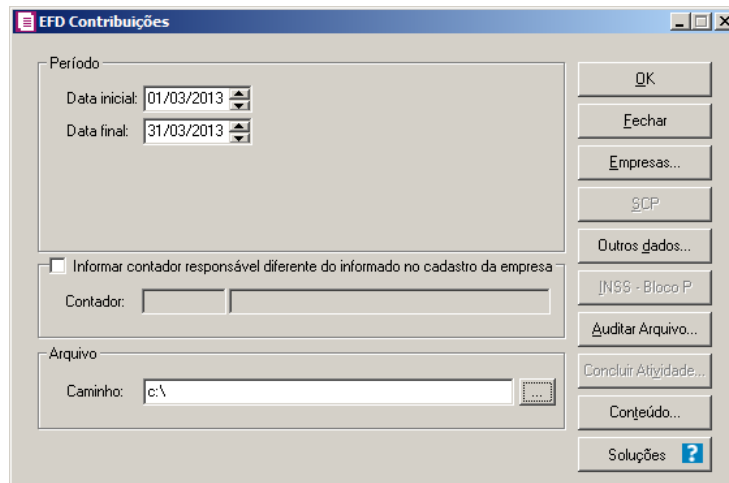 EFD Contribuições
Período
Data inicial: 01/03/2013
Data final: 31/03/2013
Informar contador responsável diferente do informado no cadastro da empresa
Contador:
Arquivo
Caminho: c:\ ...
OK
Fechar
Empresas...
SCP
Outros dados...
INSS - Bloco P
Auditar Arquivo...
Concluir Atividade...
Conteúdo...
Soluções ?